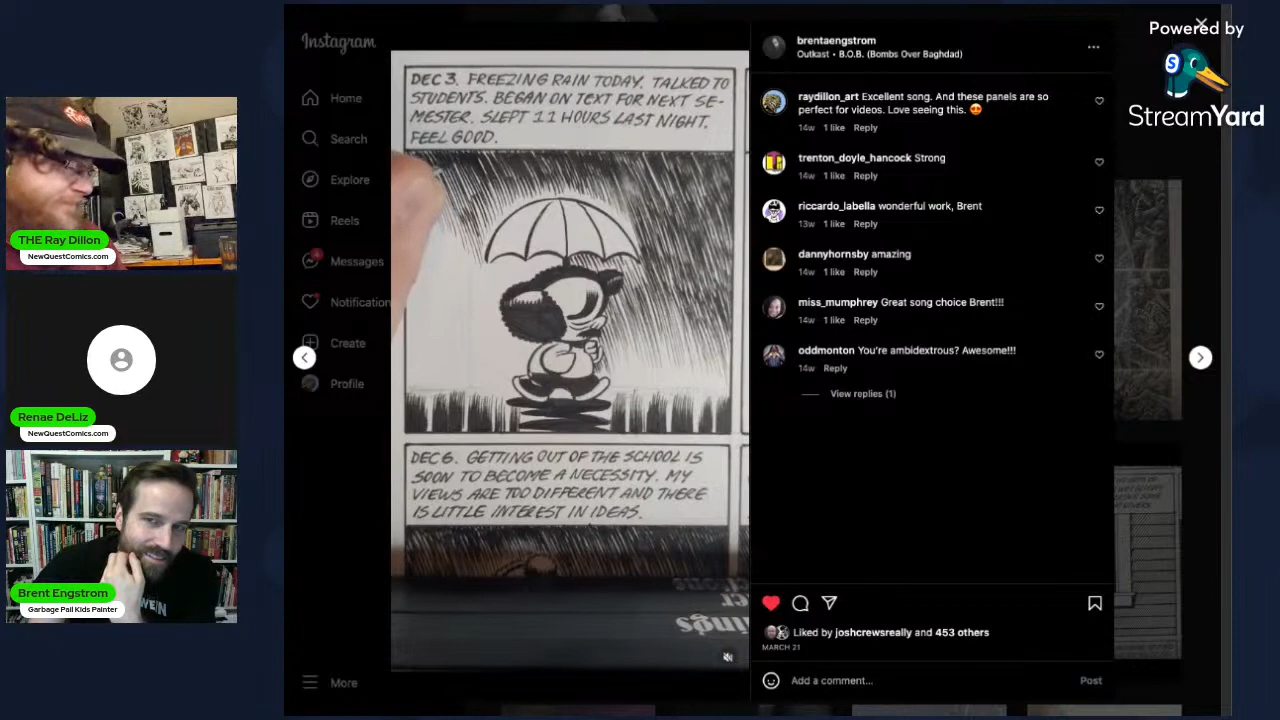 Powered by
StreamYard
THE Ray Dillon
NewQuestComics.com
Renae DeLiz
NewQuestComics.com
Brent Engstrom
Garbage Pail Kids Painter
Instagram
Home
Search
Explore
Reels
Messages
Notification
Create
Profile
More
DEC 3. FREEZING RAIN TODAY. TALKED TO
STUDENTS. BEGAN ON TEXT FOR NEXT SE-
MESTER. SLEPT 11 HOURS LAST NIGHT.
FEEL GOOD.
DEC 6. GETTING OUT OF THE SCHOOL IS
SOON TO BECOME A NECESSITY. MY
VIEWS ARE TOO DIFFERENT AND THERE
IS LITTLE INTEREST IN IDEAS.
brentaengstrom
Outkast • B.O.B. (Bombs Over Baghdad)
raydillon_art Excellent song. And these panels are so
perfect for videos. Love seeing this. 😍
14w 1 like Reply
trenton_doyle_hancock Strong
14w 1 like Reply
riccardo_labella wonderful work, Brent
13w 1 like Reply
dannyhornsby amazing
14w 1 like Reply
miss_mumphrey Great song choice Brent!!!
14w 1 like Reply
oddmonton You're ambidextrous? Awesome!!!
14w Reply
View replies (1)
Liked by joshcrewsreally and 453 others
MARCH 21
Add a comment...
Post